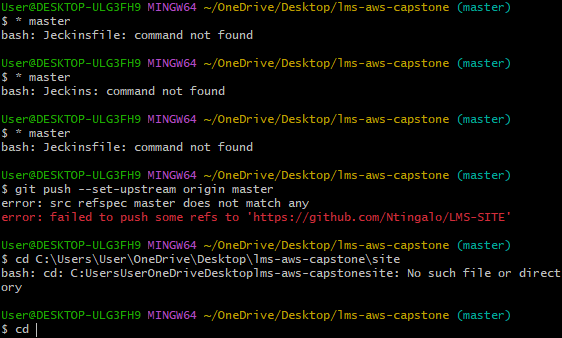 User@DESKTOP-ULG3FH9 MINGW64 ~/OneDrive/Desktop/lms-aws-capstone (master)
$ * master
bash: Jeckinsfile: command not found
User@DESKTOP-ULG3FH9 MINGW64 ~/OneDrive/Desktop/lms-aws-capstone (master)
$ * master
bash: Jeckins: command not found
User@DESKTOP-ULG3FH9 MINGW64 ~/OneDrive/Desktop/lms-aws-capstone (master)
$ * master
bash: Jeckinsfile: command not found
User@DESKTOP-ULG3FH9 MINGW64 ~/OneDrive/Desktop/lms-aws-capstone (master)
$ git push --set-upstream origin master
error: src refspec master does not match any
error: failed to push some refs to 'https://github.com/Ntingalo/LMS-SITE'
User@DESKTOP-ULG3FH9 MINGW64 ~/OneDrive/Desktop/lms-aws-capstone (master)
$ cd C:\Users\User\OneDrive\Desktop\lms-aws-capstone\site
bash: cd: C:UsersUserOneDriveDesktoplms-aws-capstonesite: No such file or direct
ory
User@DESKTOP-ULG3FH9 MINGW64 ~/OneDrive/Desktop/lms-aws-capstone (master)
$ cd